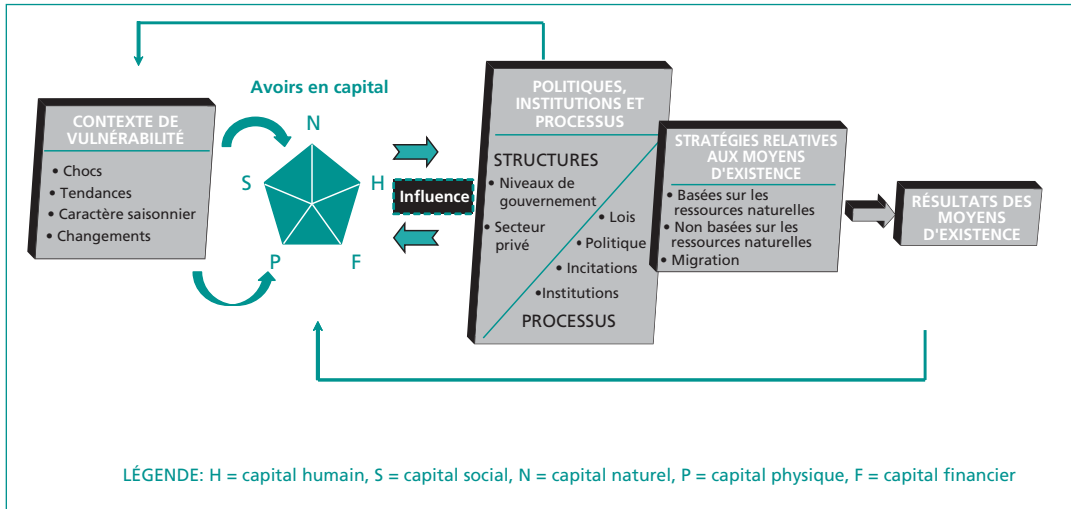 CONTEXTE DE
VULNÉRABILITÉ
• Chocs
• Tendances
• Caractère saisonnier
• Changements
Avoirs en capital
N
S
H
P
F
Influence
POLITIQUES,
INSTITUTIONS ET
PROCESSUS
STRUCTURES
• Niveaux de
gouvernement
• Secteur
privé
• Lois
• Politique
• Incitations
•Institutions
PROCESSUS
STRATÉGIES RELATIVES
AUX MOYENS
D'EXISTENCE
• Basées sur les
ressources naturelles
• Non basées sur les
ressources naturelles
• Migration
RÉSULTATS DES
MOYENS
D'EXISTENCE
LÉGENDE: H = capital humain, S = capital social, N = capital naturel, P = capital physique, F = capital financier